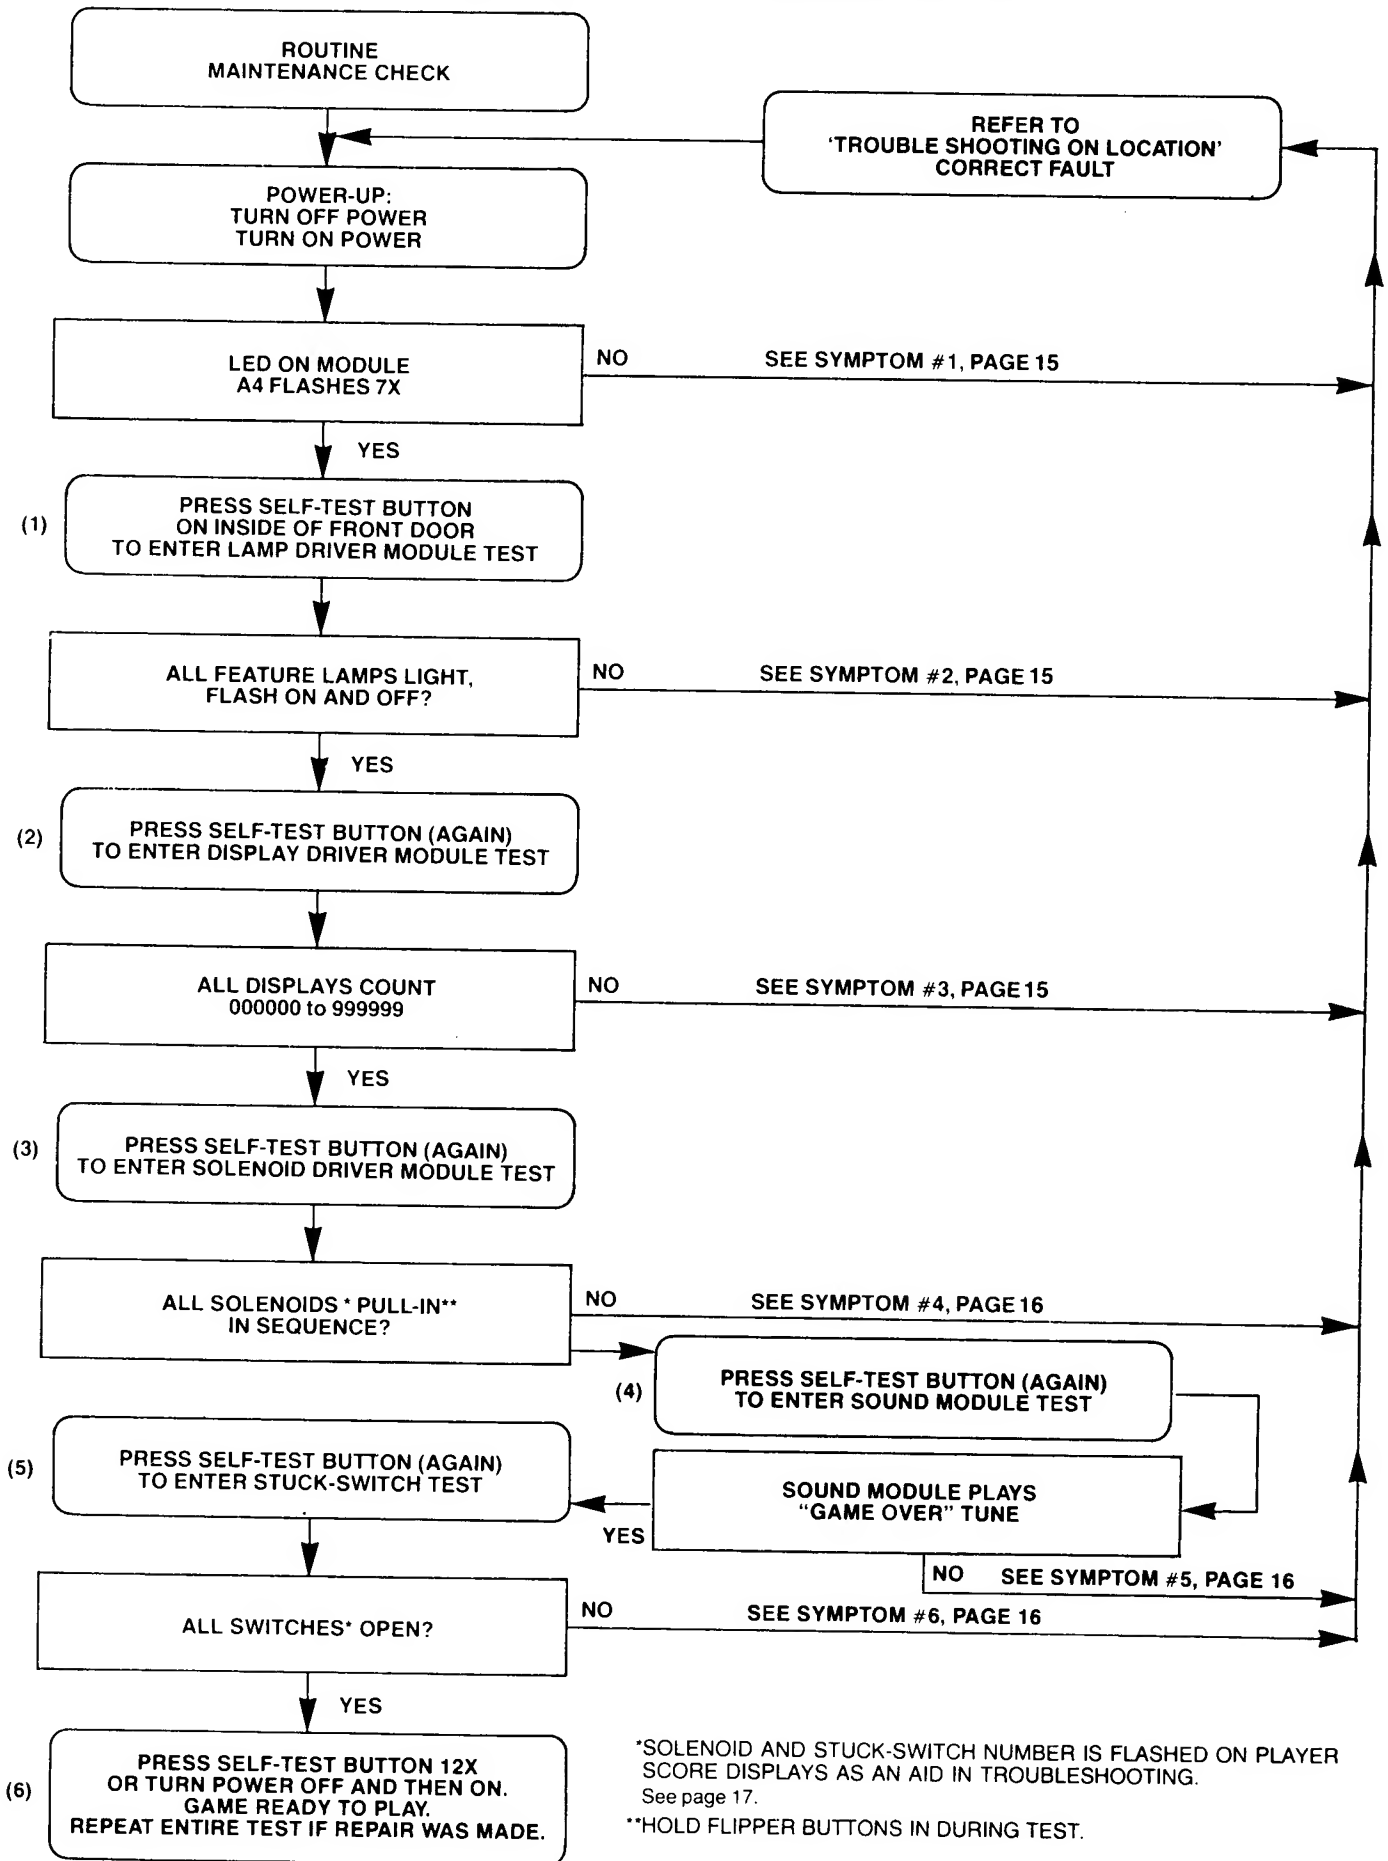 ROUTINE
MAINTENANCE CHECK
REFER TO
'TROUBLE SHOOTING ON LOCATION'
CORRECT FAULT
POWER-UP:
TURN OFF POWER
TURN ON POWER
LED ON MODULE
A4 FLASHES 7X
NO
SEE SYMPTOM #1, PAGE 15
YES
(1)
PRESS SELF-TEST BUTTON
ON INSIDE OF FRONT DOOR
TO ENTER LAMP DRIVER MODULE TEST
ALL FEATURE LAMPS LIGHT,
FLASH ON AND OFF?
NO
SEE SYMPTOM #2, PAGE 15
YES
(2)
PRESS SELF-TEST BUTTON (AGAIN)
TO ENTER DISPLAY DRIVER MODULE TEST
ALL DISPLAYS COUNT
000000 to 999999
NO
SEE SYMPTOM #3, PAGE 15
YES
(3)
PRESS SELF-TEST BUTTON (AGAIN)
TO ENTER SOLENOID DRIVER MODULE TEST
ALL SOLENOIDS * PULL-IN**
IN SEQUENCE?
NO
SEE SYMPTOM #4, PAGE 16
(4)
PRESS SELF-TEST BUTTON (AGAIN)
TO ENTER SOUND MODULE TEST
SOUND MODULE PLAYS
"GAME OVER" TUNE
YES
NO
SEE SYMPTOM #5, PAGE 16
(5)
PRESS SELF-TEST BUTTON (AGAIN)
TO ENTER STUCK-SWITCH TEST
ALL SWITCHES* OPEN?
NO
SEE SYMPTOM #6, PAGE 16
YES
(6)
PRESS SELF-TEST BUTTON 12X
OR TURN POWER OFF AND THEN ON.
GAME READY TO PLAY.
REPEAT ENTIRE TEST IF REPAIR WAS MADE.
*SOLENOID AND STUCK-SWITCH NUMBER IS FLASHED ON PLAYER
SCORE DISPLAYS AS AN AID IN TROUBLESHOOTING.
See page 17.
**HOLD FLIPPER BUTTONS IN DURING TEST.